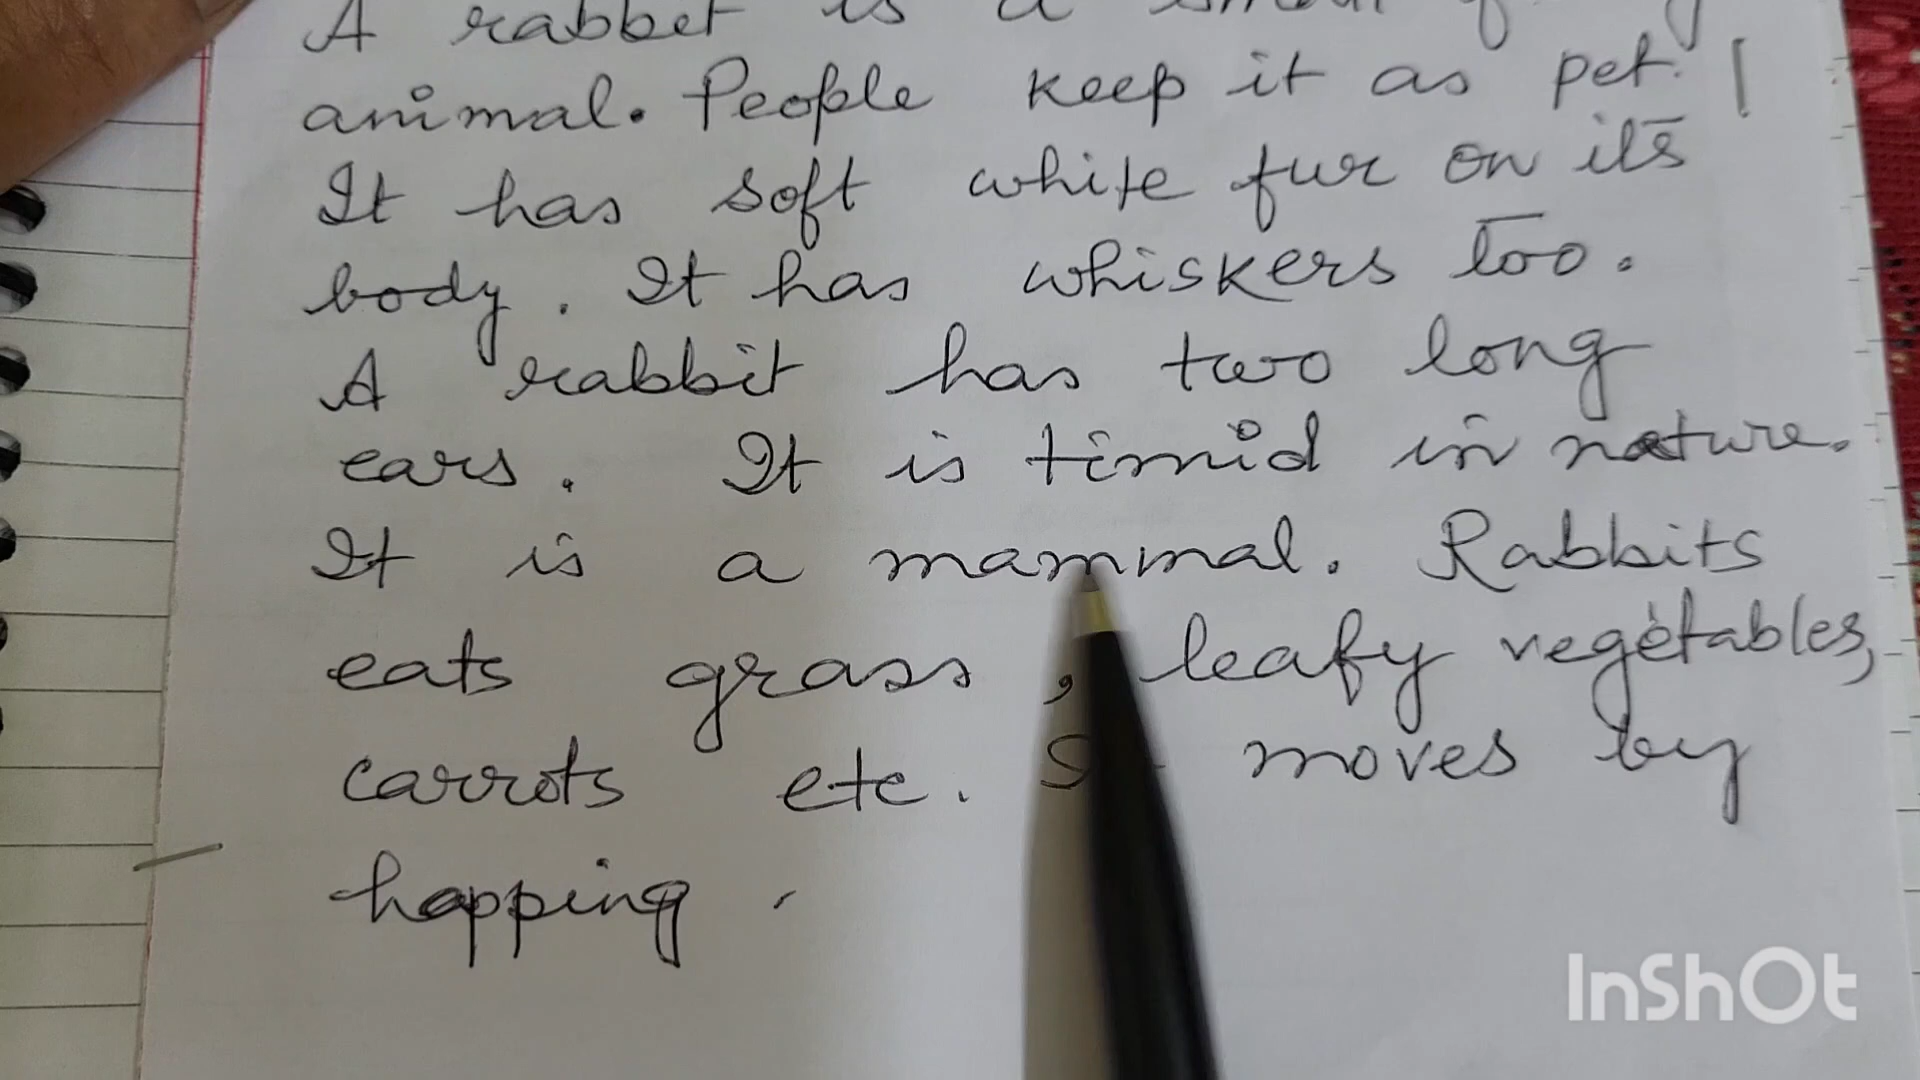 A rabbit is a small
animal. People keep it as pet.
It has soft white fur on its
body. It has whiskers too.
A rabbit has two long
ears. It is timid in nature.
It is a mammal. Rabbits
eats grass, leafy vegetables,
carrots etc. moves by
hopping.
InShOt